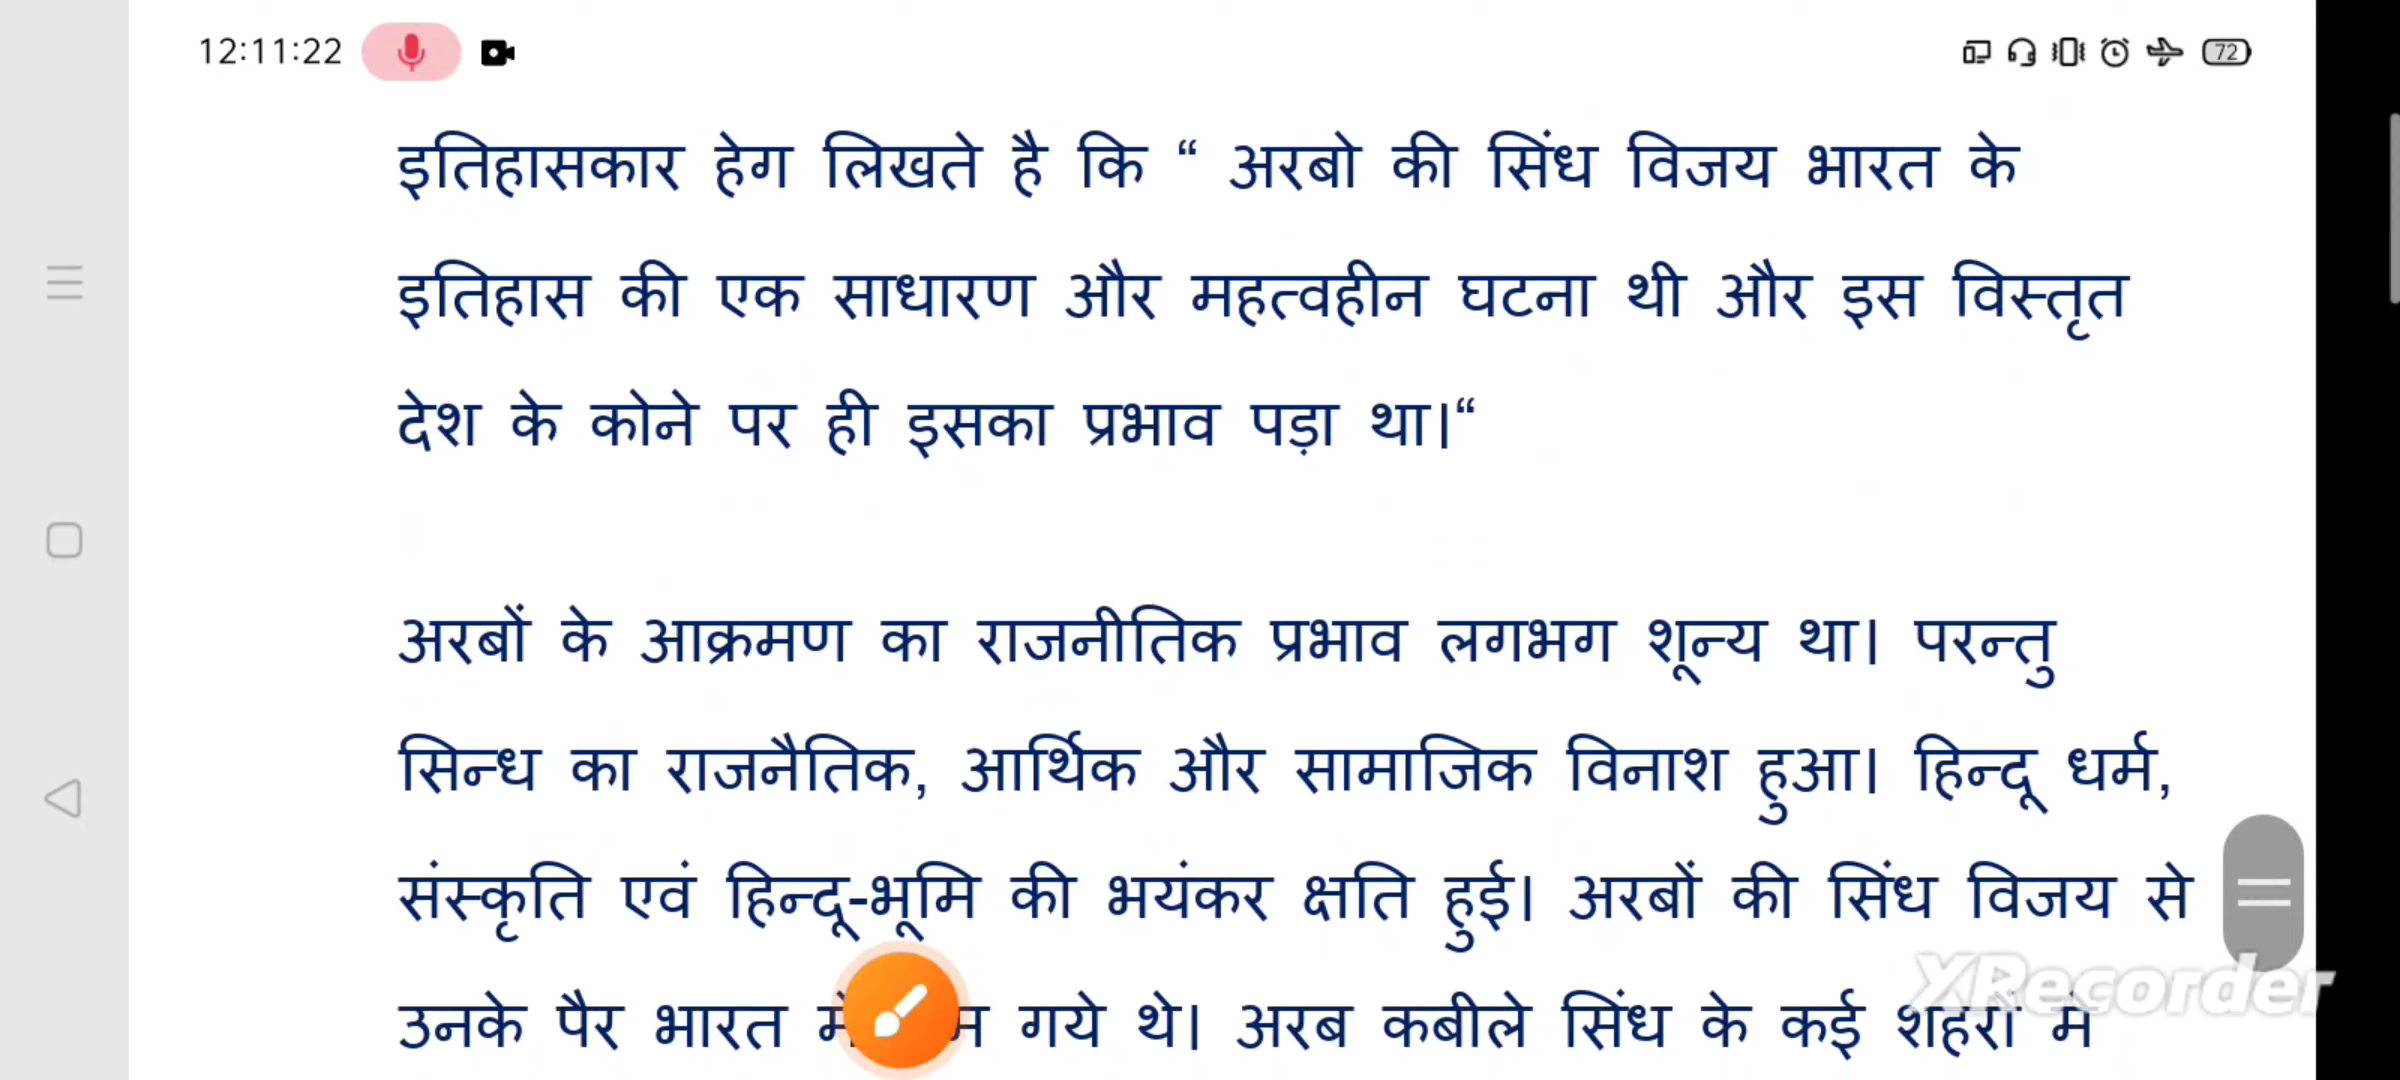 12:11:22
72
इतिहासकार हेग लिखते है कि “ अरबो की सिंध विजय भारत के
इतिहास की एक साधारण और महत्वहीन घटना थी और इस विस्तृत
देश के कोने पर ही इसका प्रभाव पड़ा था।“
अरबों के आक्रमण का राजनीतिक प्रभाव लगभग शून्य था। परन्तु
सिन्ध का राजनैतिक, आर्थिक और सामाजिक विनाश हुआ। हिन्दू धर्म,
संस्कृति एवं हिन्दू-भूमि की भयंकर क्षति हुई। अरबों की सिंध विजय से
उनके पैर भारत गये थे। अरब कबीले सिंध के कई शहरों में
XRecorder